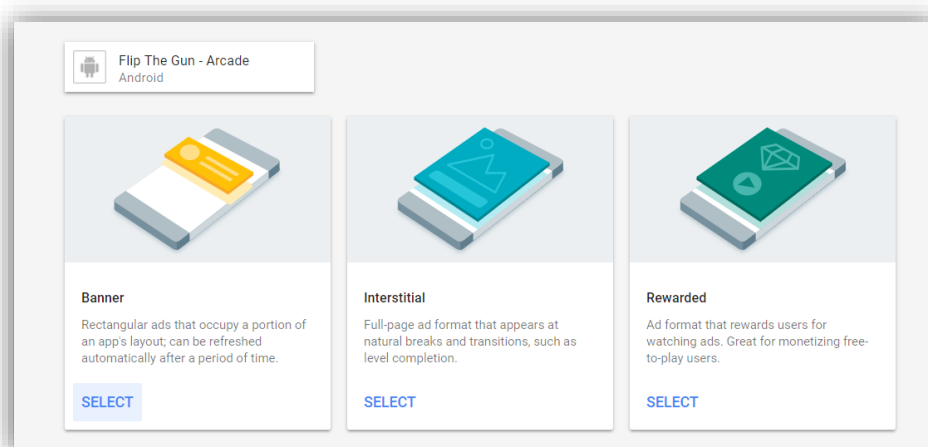 Flip The Gun - Arcade
Android
Banner
Rectangular ads that occupy a portion of
an app's layout; can be refreshed
automatically after a period of time.
SELECT
Interstitial
Full-page ad format that appears at
natural breaks and transitions, such as
level completion.
SELECT
Rewarded
Ad format that rewards users for
watching ads. Great for monetizing free-
to-play users.
SELECT